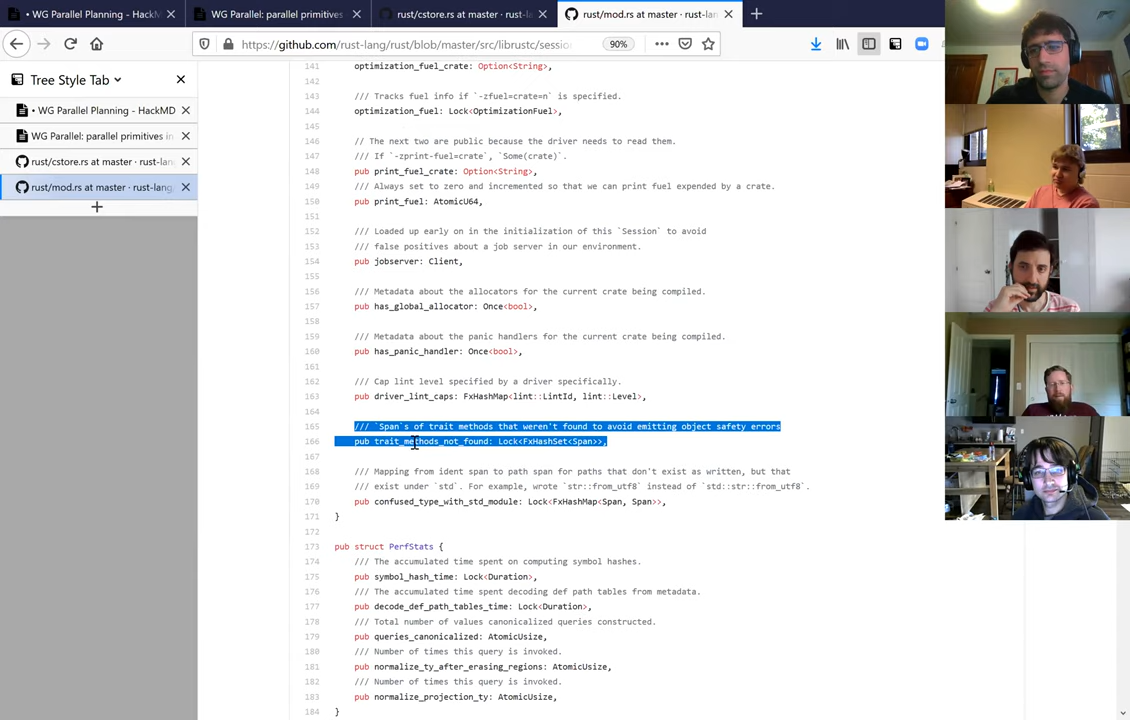 • WG Parallel Planning - HackM
WG Parallel: parallel primitives
rust/cstore.rs at master · rust-la
rust/mod.rs at master · rust-lan
https://github.com/rust-lang/rust/blob/master/src/librustc/sessio
90%
Tree Style Tab
• WG Parallel Planning - HackMD
WG Parallel: parallel primitives in
rust/cstore.rs at master · rust-lan
rust/mod.rs at master · rust-lang
141 optimization_fuel_crate: Option<String>,
142
143 /// Tracks fuel info if `-zfuel=crate=n` is specified.
144 optimization_fuel: Lock<OptimizationFuel>,
145
146 // The next two are public because the driver needs to read them.
147 /// If `-zprint-fuel=crate`, `Some(crate)`.
148 pub print_fuel_crate: Option<String>,
149 /// Always set to zero and incremented so that we can print fuel expended by a crate.
150 pub print_fuel: AtomicU64,
151
152 /// Loaded up early on in the initialization of this `Session` to avoid
153 /// false positives about a job server in our environment.
154 pub jobserver: Client,
155
156 /// Metadata about the allocators for the current crate being compiled.
157 pub has_global_allocator: Once<bool>,
158
159 /// Metadata about the panic handlers for the current crate being compiled.
160 pub has_panic_handler: Once<bool>,
161
162 /// Cap lint level specified by a driver specifically.
163 pub driver_lint_caps: FxHashMap<lint::LintId, lint::Level>,
164
165 /// `Span`s of trait methods that weren't found to avoid emitting object safety errors
166 pub trait_methods_not_found: Lock<FxHashSet<Span>>,
167
168 /// Mapping from ident span to path span for paths that don't exist as written, but that
169 /// exist under `std`. For example, wrote `str::from_utf8` instead of `std::str::from_utf8`.
170 pub confused_type_with_std_module: Lock<FxHashMap<Span, Span>>,
171 }
172
173 pub struct PerfStats {
174 /// The accumulated time spent on computing symbol hashes.
175 pub symbol_hash_time: Lock<Duration>,
176 /// The accumulated time spent decoding def path tables from metadata.
177 pub decode_def_path_tables_time: Lock<Duration>,
178 /// Total number of values canonicalized queries constructed.
179 pub queries_canonicalized: AtomicUsize,
180 /// Number of times this query is invoked.
181 pub normalize_ty_after_erasing_regions: AtomicUsize,
182 /// Number of times this query is invoked.
183 pub normalize_projection_ty: AtomicUsize,
184 }